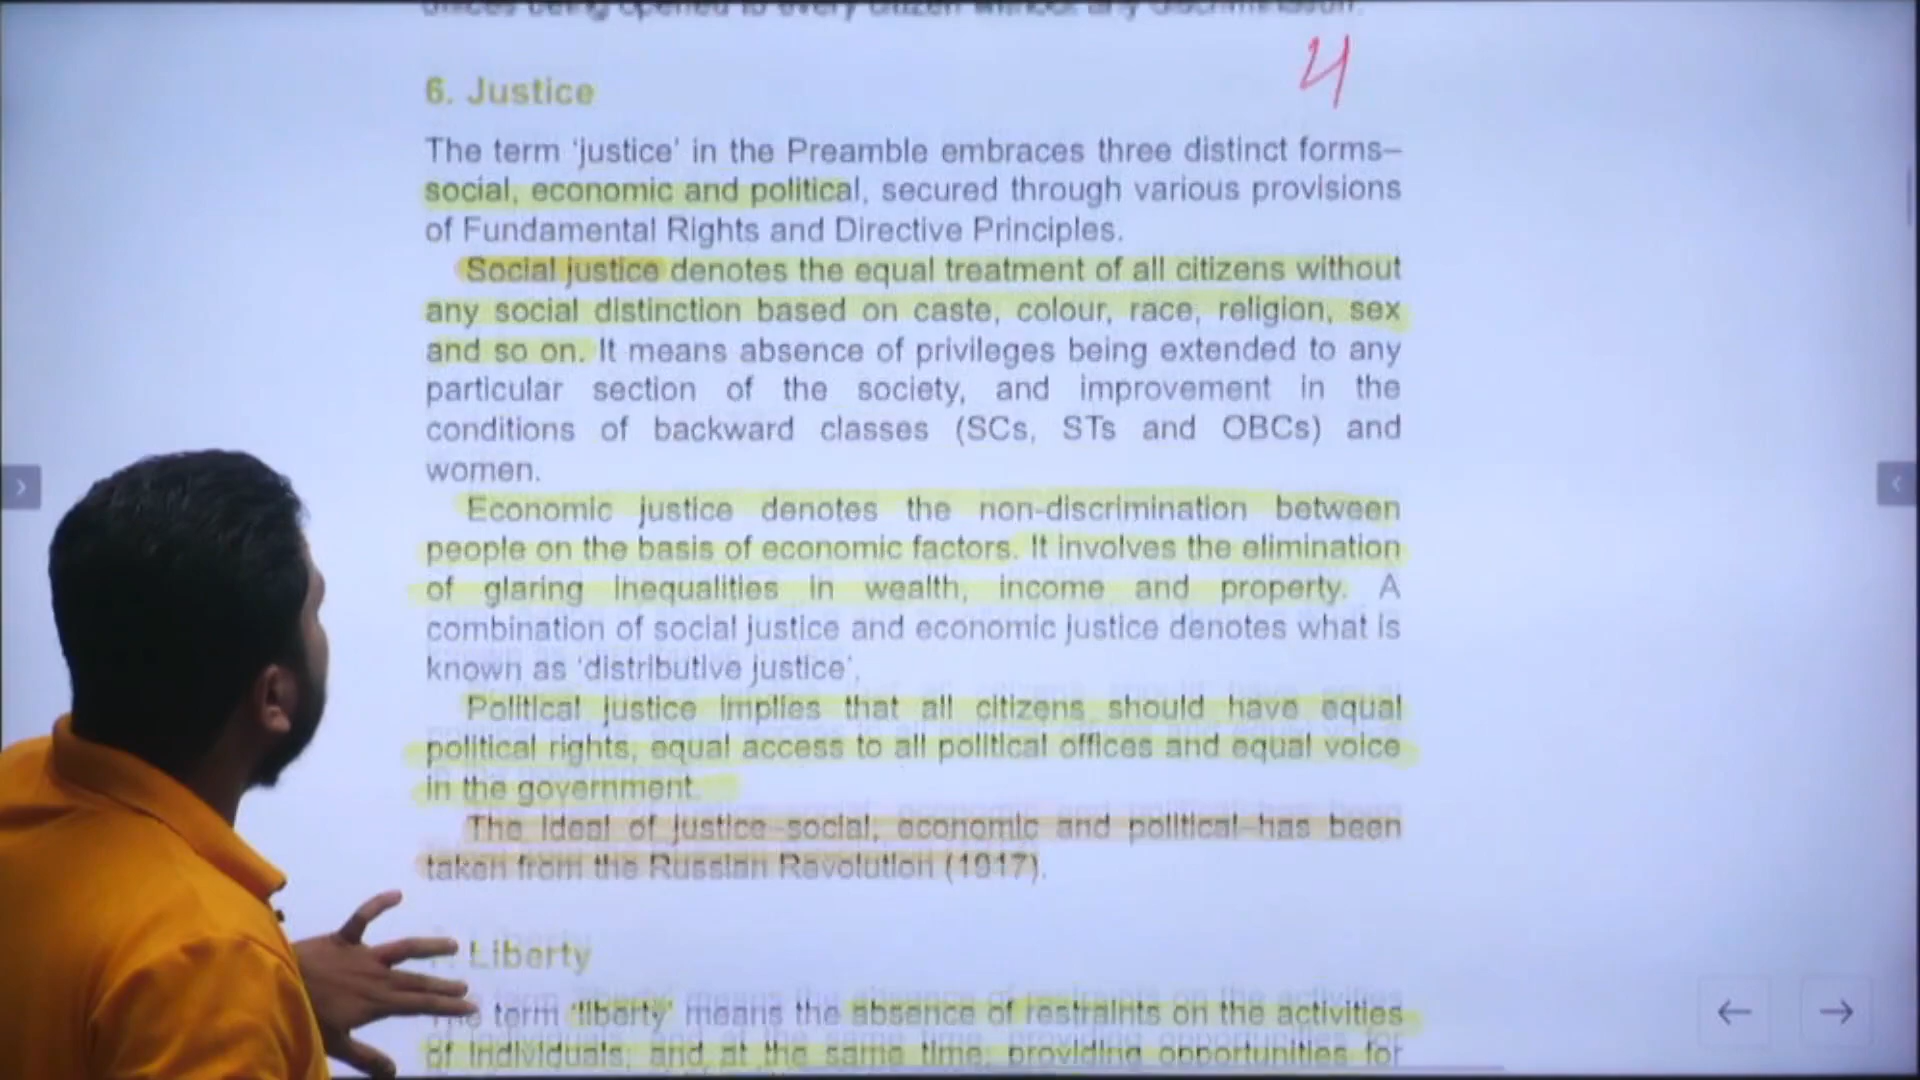 offices being opened to every citizen without any discrimination.
4
6. Justice
The term ‘justice’ in the Preamble embraces three distinct forms–
social, economic and political, secured through various provisions
of Fundamental Rights and Directive Principles.
Social justice denotes the equal treatment of all citizens without
any social distinction based on caste, colour, race, religion, sex
and so on. It means absence of privileges being extended to any
particular section of the society, and improvement in the
conditions of backward classes (SCs, STs and OBCs) and
women.
Economic justice denotes the non-discrimination between
people on the basis of economic factors. It involves the elimination
of glaring inequalities in wealth, income and property. A
combination of social justice and economic justice denotes what is
known as ‘distributive justice’.
Political justice implies that all citizens should have equal
political rights, equal access to all political offices and equal voice
in the government.
The ideal of justice–social, economic and political–has been
taken from the Russian Revolution (1917).
Liberty
term ‘liberty’ means the absence of restraints on the activities
of individuals, and at the same time, providing opportunities for